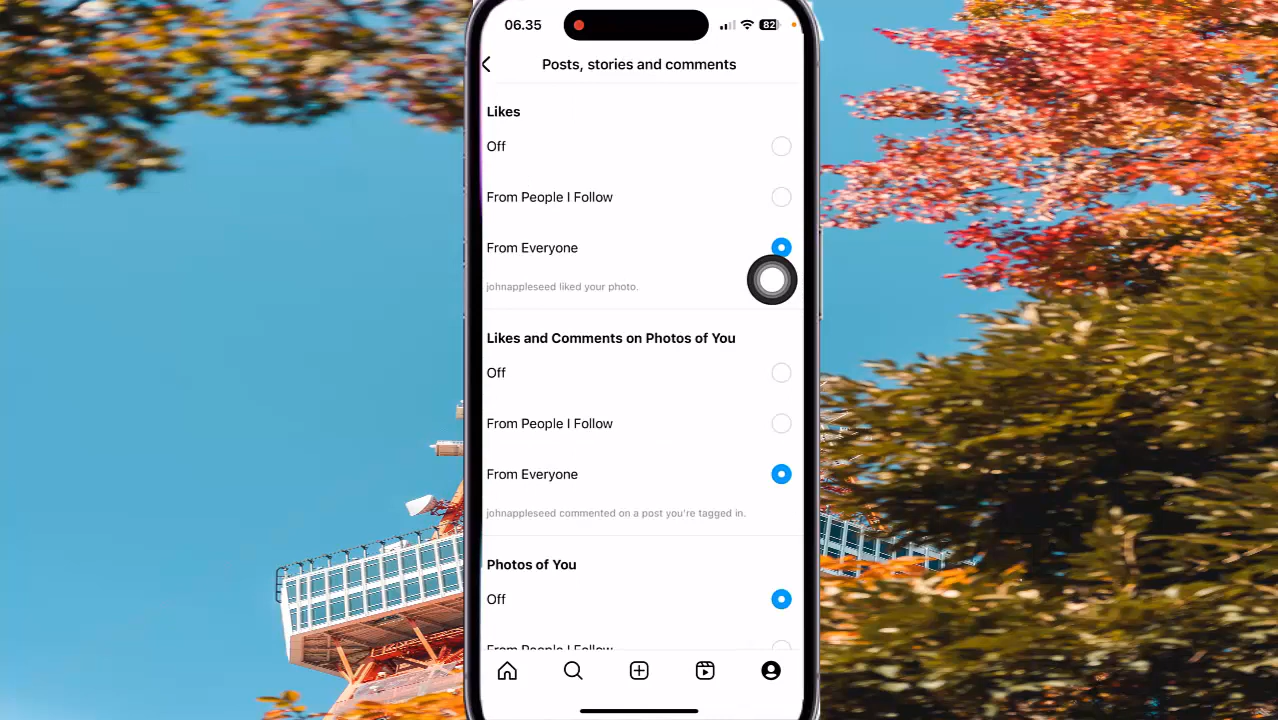 06.35
82
Posts, stories and comments
Likes
Off
From People I Follow
From Everyone
johnappleseed liked your photo.
Likes and Comments on Photos of You
Off
From People I Follow
From Everyone
johnappleseed commented on a post you're tagged in.
Photos of You
Off
From People I Follow